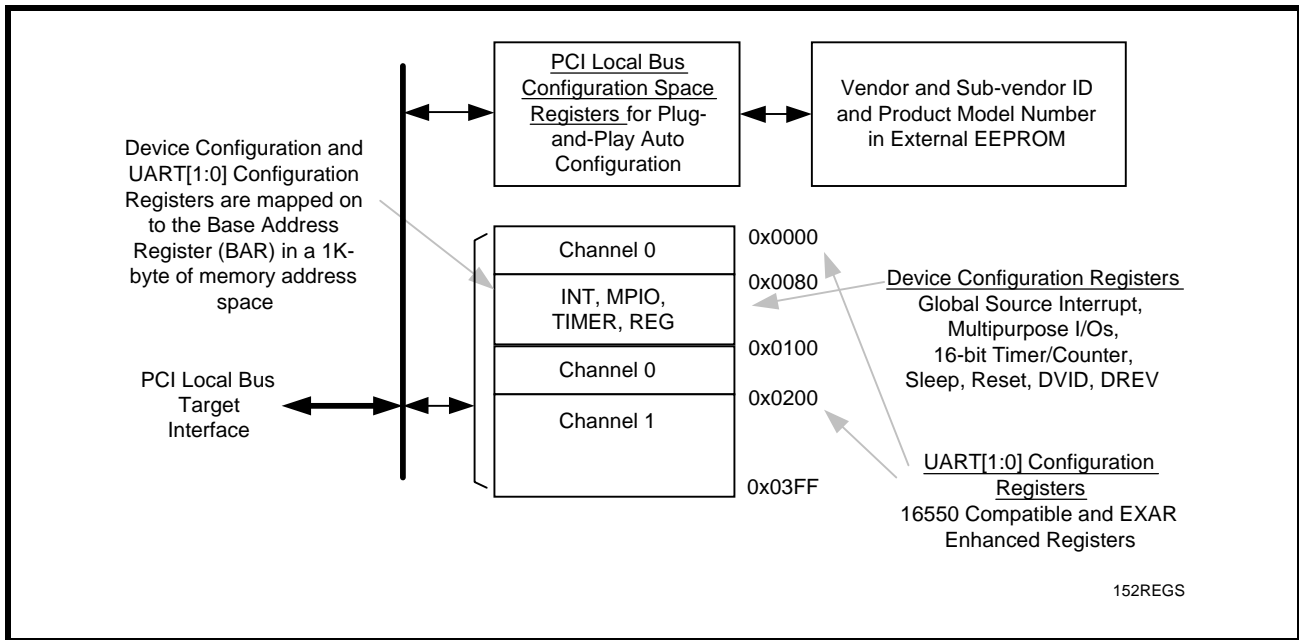 PCI Local Bus
Configuration Space
Registers for Plug-
and-Play Auto
Configuration
Vendor and Sub-vendor ID
and Product Model Number
in External EEPROM
Device Configuration and
UART[1:0] Configuration
Registers are mapped on
to the Base Address
Register (BAR) in a 1K-
byte of memory address
space
Channel 0
0x0000
0x0080
INT, MPIO,
TIMER, REG
Device Configuration Registers
Global Source Interrupt,
Multipurpose I/Os,
16-bit Timer/Counter,
Sleep, Reset, DVID, DREV
0x0100
Channel 0
0x0200
Channel 1
0x03FF
PCI Local Bus
Target
Interface
UART[1:0] Configuration
Registers
16550 Compatible and EXAR
Enhanced Registers
152REGS